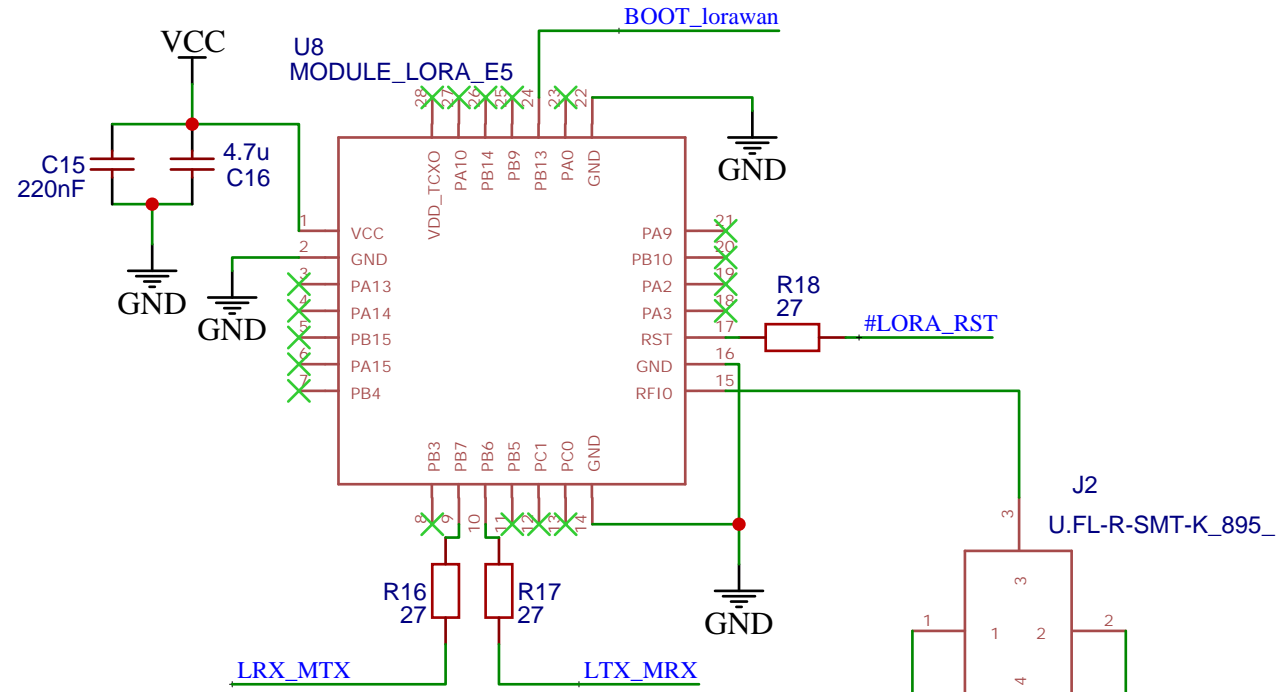 BOOT_lorawan
VCC
U8
MODULE_LORA_E5
28
27
26
25
24
23
22
VDD_TCXO
PA10
PB14
PB9
PB13
PA0
GND
GND
C15
220nF
4.7u
C16
GND
GND
1
VCC
2
GND
3
PA13
4
PA14
5
PB15
6
PA15
7
PB4
21
PA9
20
PB10
19
PA2
18
PA3
17
RST
16
GND
15
RFI0
R18
27
#LORA_RST
PB3
PB7
PB6
PB5
PC1
PC0
GND
8
9
10
11
12
13
14
J2
U.FL-R-SMT-K_895_
3
3
1
1
2
2
4
R16
27
R17
27
GND
LRX_MTX
LTX_MRX